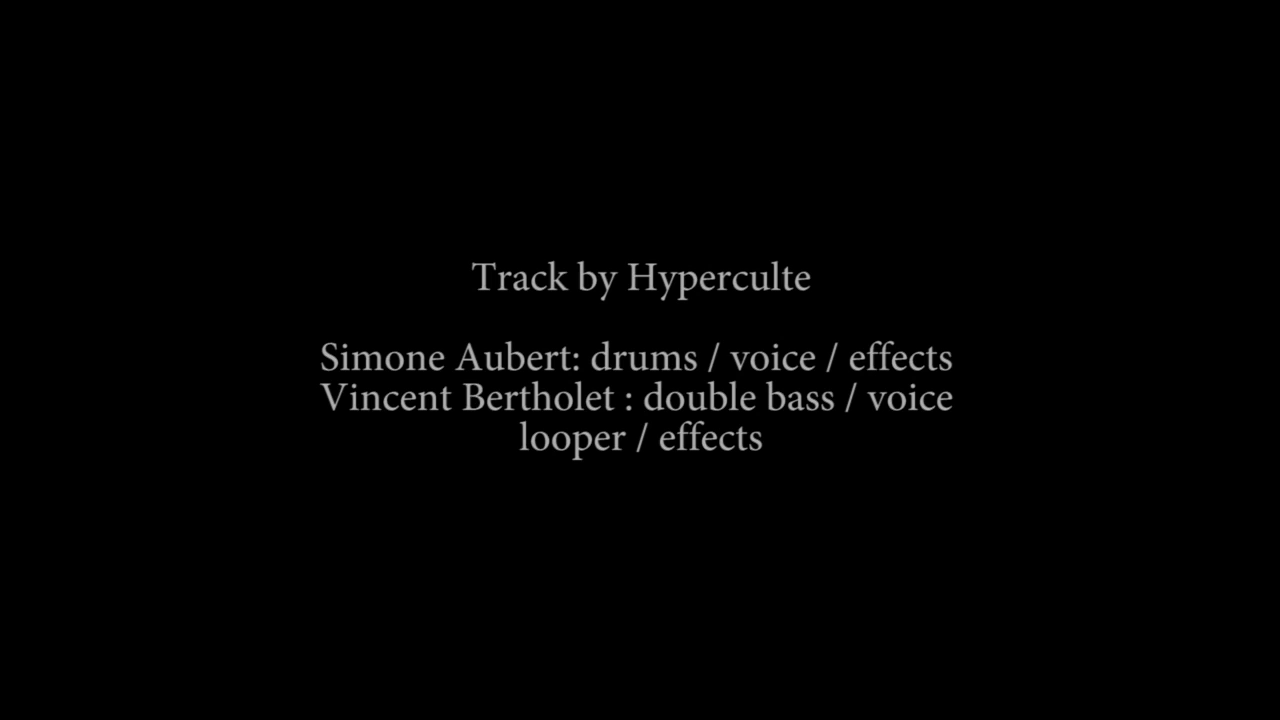 Track by Hyperculte
Simone Aubert: drums / voice / effects
Vincent Bertholet : double bass / voice
looper / effects